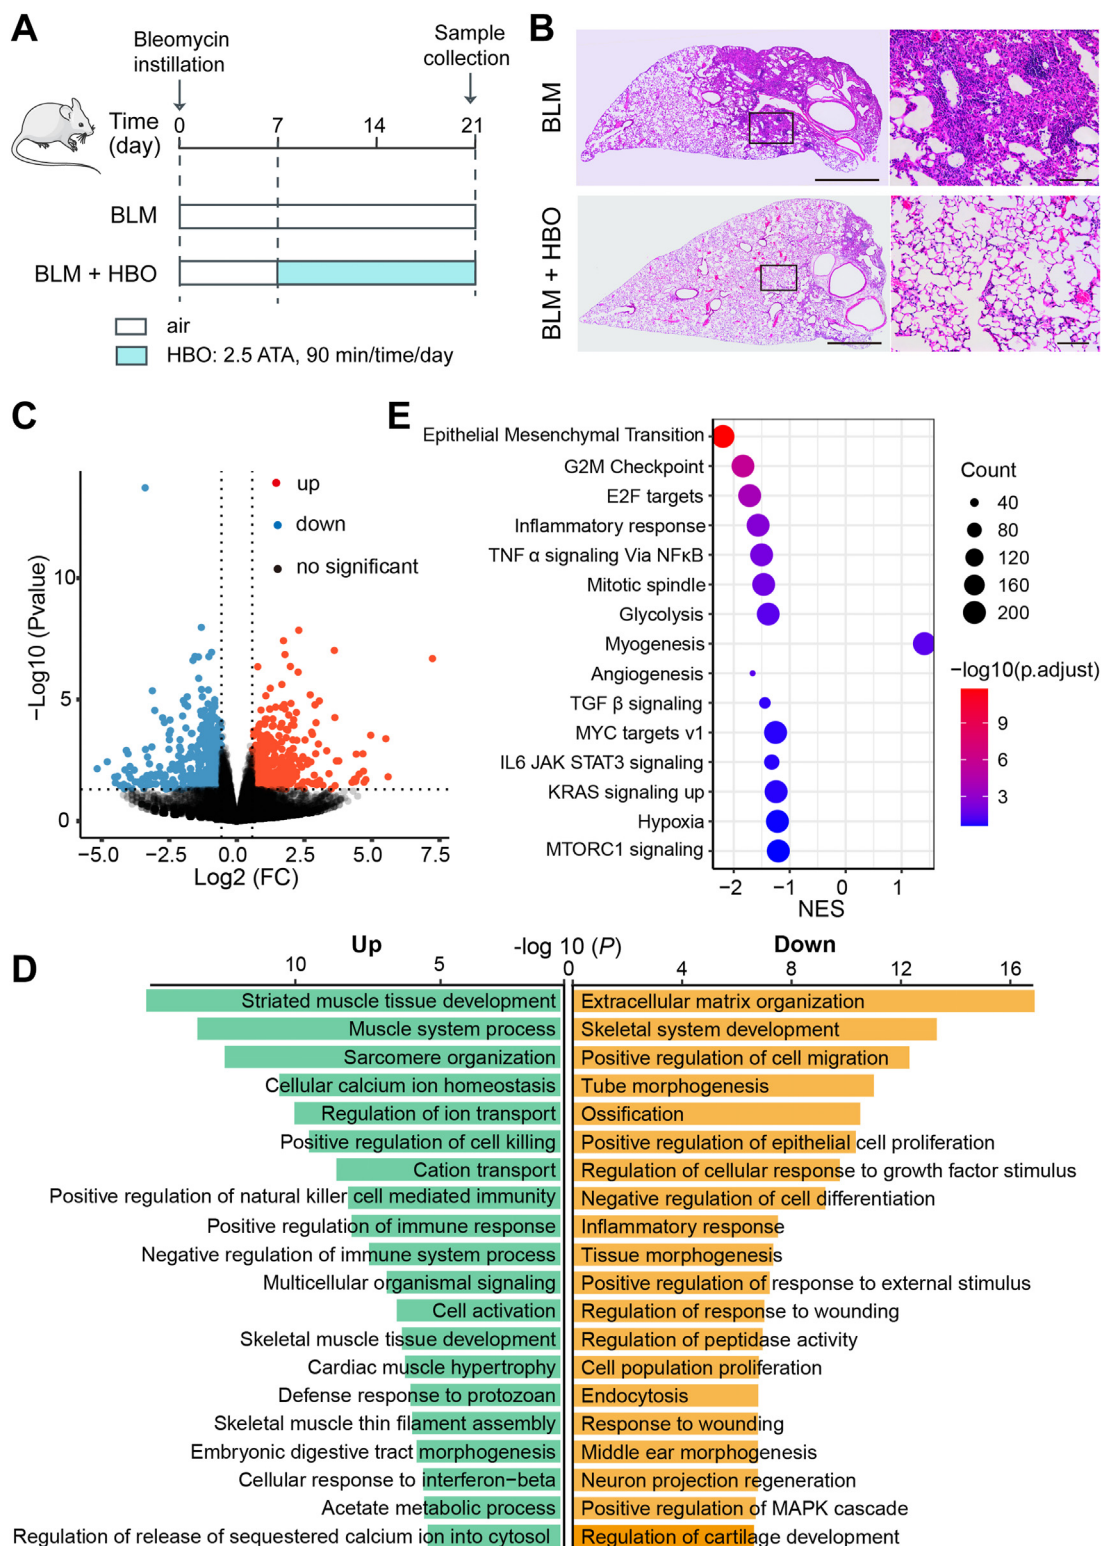 A
Bleomycin
instillation
Sample
collection
Time
(day)
0
7
14
21
BLM
BLM + HBO
air
HBO: 2.5 ATA, 90 min/time/day
B
BLM
BLM + HBO
C
up
down
no significant
−Log10 (Pvalue)
10
5
0
−5.0
−2.5
0.0
2.5
5.0
7.5
Log2 (FC)
E
Epithelial Mesenchymal Transition
G2M Checkpoint
E2F targets
Inflammatory response
TNF α signaling Via NFκB
Mitotic spindle
Glycolysis
Myogenesis
Angiogenesis
TGF β signaling
MYC targets v1
IL6 JAK STAT3 signaling
KRAS signaling up
Hypoxia
MTORC1 signaling
−2
−1
0
1
NES
Count
40
80
120
160
200
−log10(p.adjust)
9
6
3
D
Up
-log 10 (P)
Down
10
5
0
4
8
12
16
Striated muscle tissue development
Muscle system process
Sarcomere organization
Cellular calcium ion homeostasis
Regulation of ion transport
Positive regulation of cell killing
Cation transport
Positive regulation of natural killer cell mediated immunity
Positive regulation of immune response
Negative regulation of immune system process
Multicellular organismal signaling
Cell activation
Skeletal muscle tissue development
Cardiac muscle hypertrophy
Defense response to protozoan
Skeletal muscle thin filament assembly
Embryonic digestive tract morphogenesis
Cellular response to interferon−beta
Acetate metabolic process
Regulation of release of sequestered calcium ion into cytosol
Extracellular matrix organization
Skeletal system development
Positive regulation of cell migration
Tube morphogenesis
Ossification
Positive regulation of epithelial cell proliferation
Regulation of cellular response to growth factor stimulus
Negative regulation of cell differentiation
Inflammatory response
Tissue morphogenesis
Positive regulation of response to external stimulus
Regulation of response to wounding
Regulation of peptidase activity
Cell population proliferation
Endocytosis
Response to wounding
Middle ear morphogenesis
Neuron projection regeneration
Positive regulation of MAPK cascade
Regulation of cartilage development